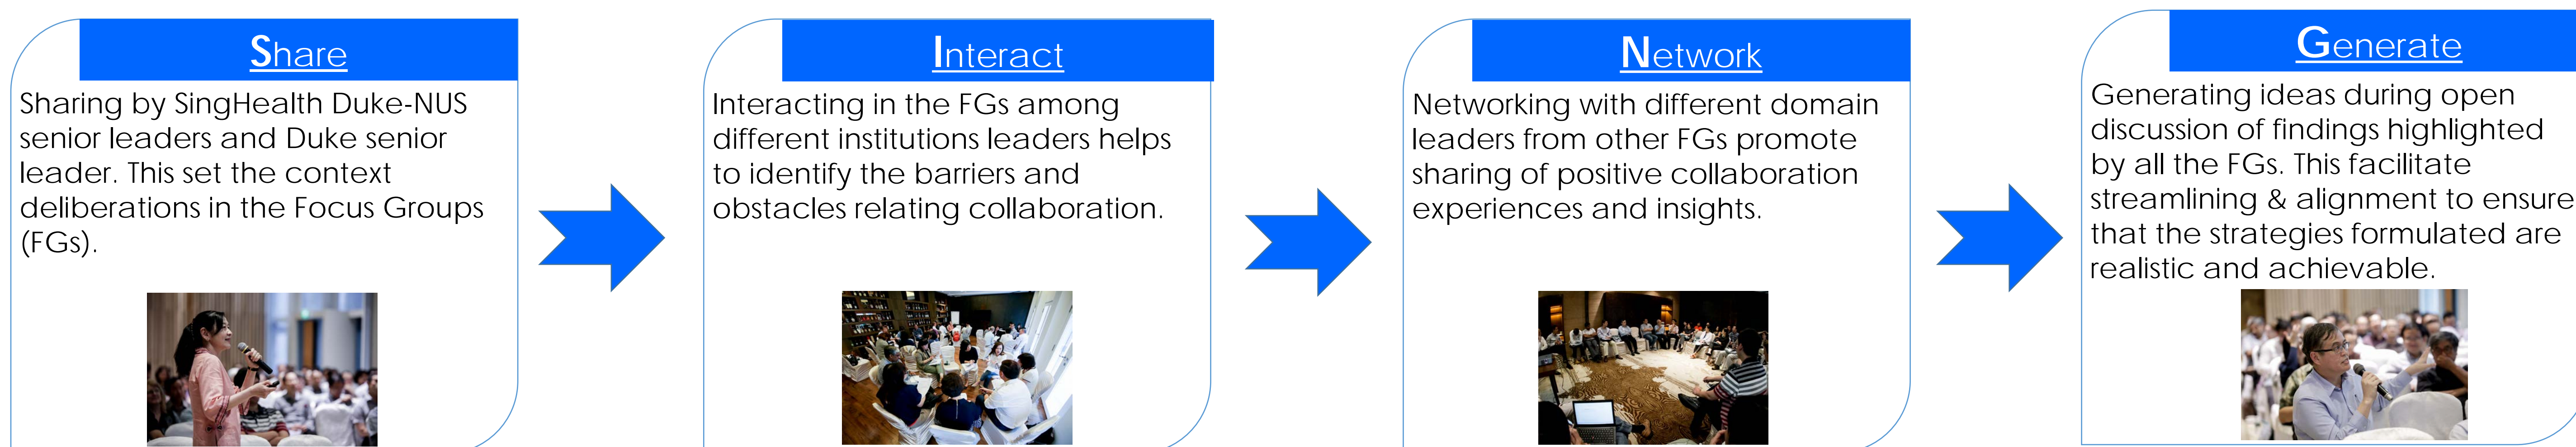 Share
Sharing by SingHealth Duke-NUS
senior leaders and Duke senior
leader. This set the context
deliberations in the Focus Groups
(FGs).
Interact
Interacting in the FGs among
different institutions leaders helps
to identify the barriers and
obstacles relating collaboration.
Network
Networking with different domain
leaders from other FGs promote
sharing of positive collaboration
experiences and insights.
Generate
Generating ideas during open
discussion of findings highlighted
by all the FGs. This facilitate
streamlining & alignment to ensure
that the strategies formulated are
realistic and achievable.